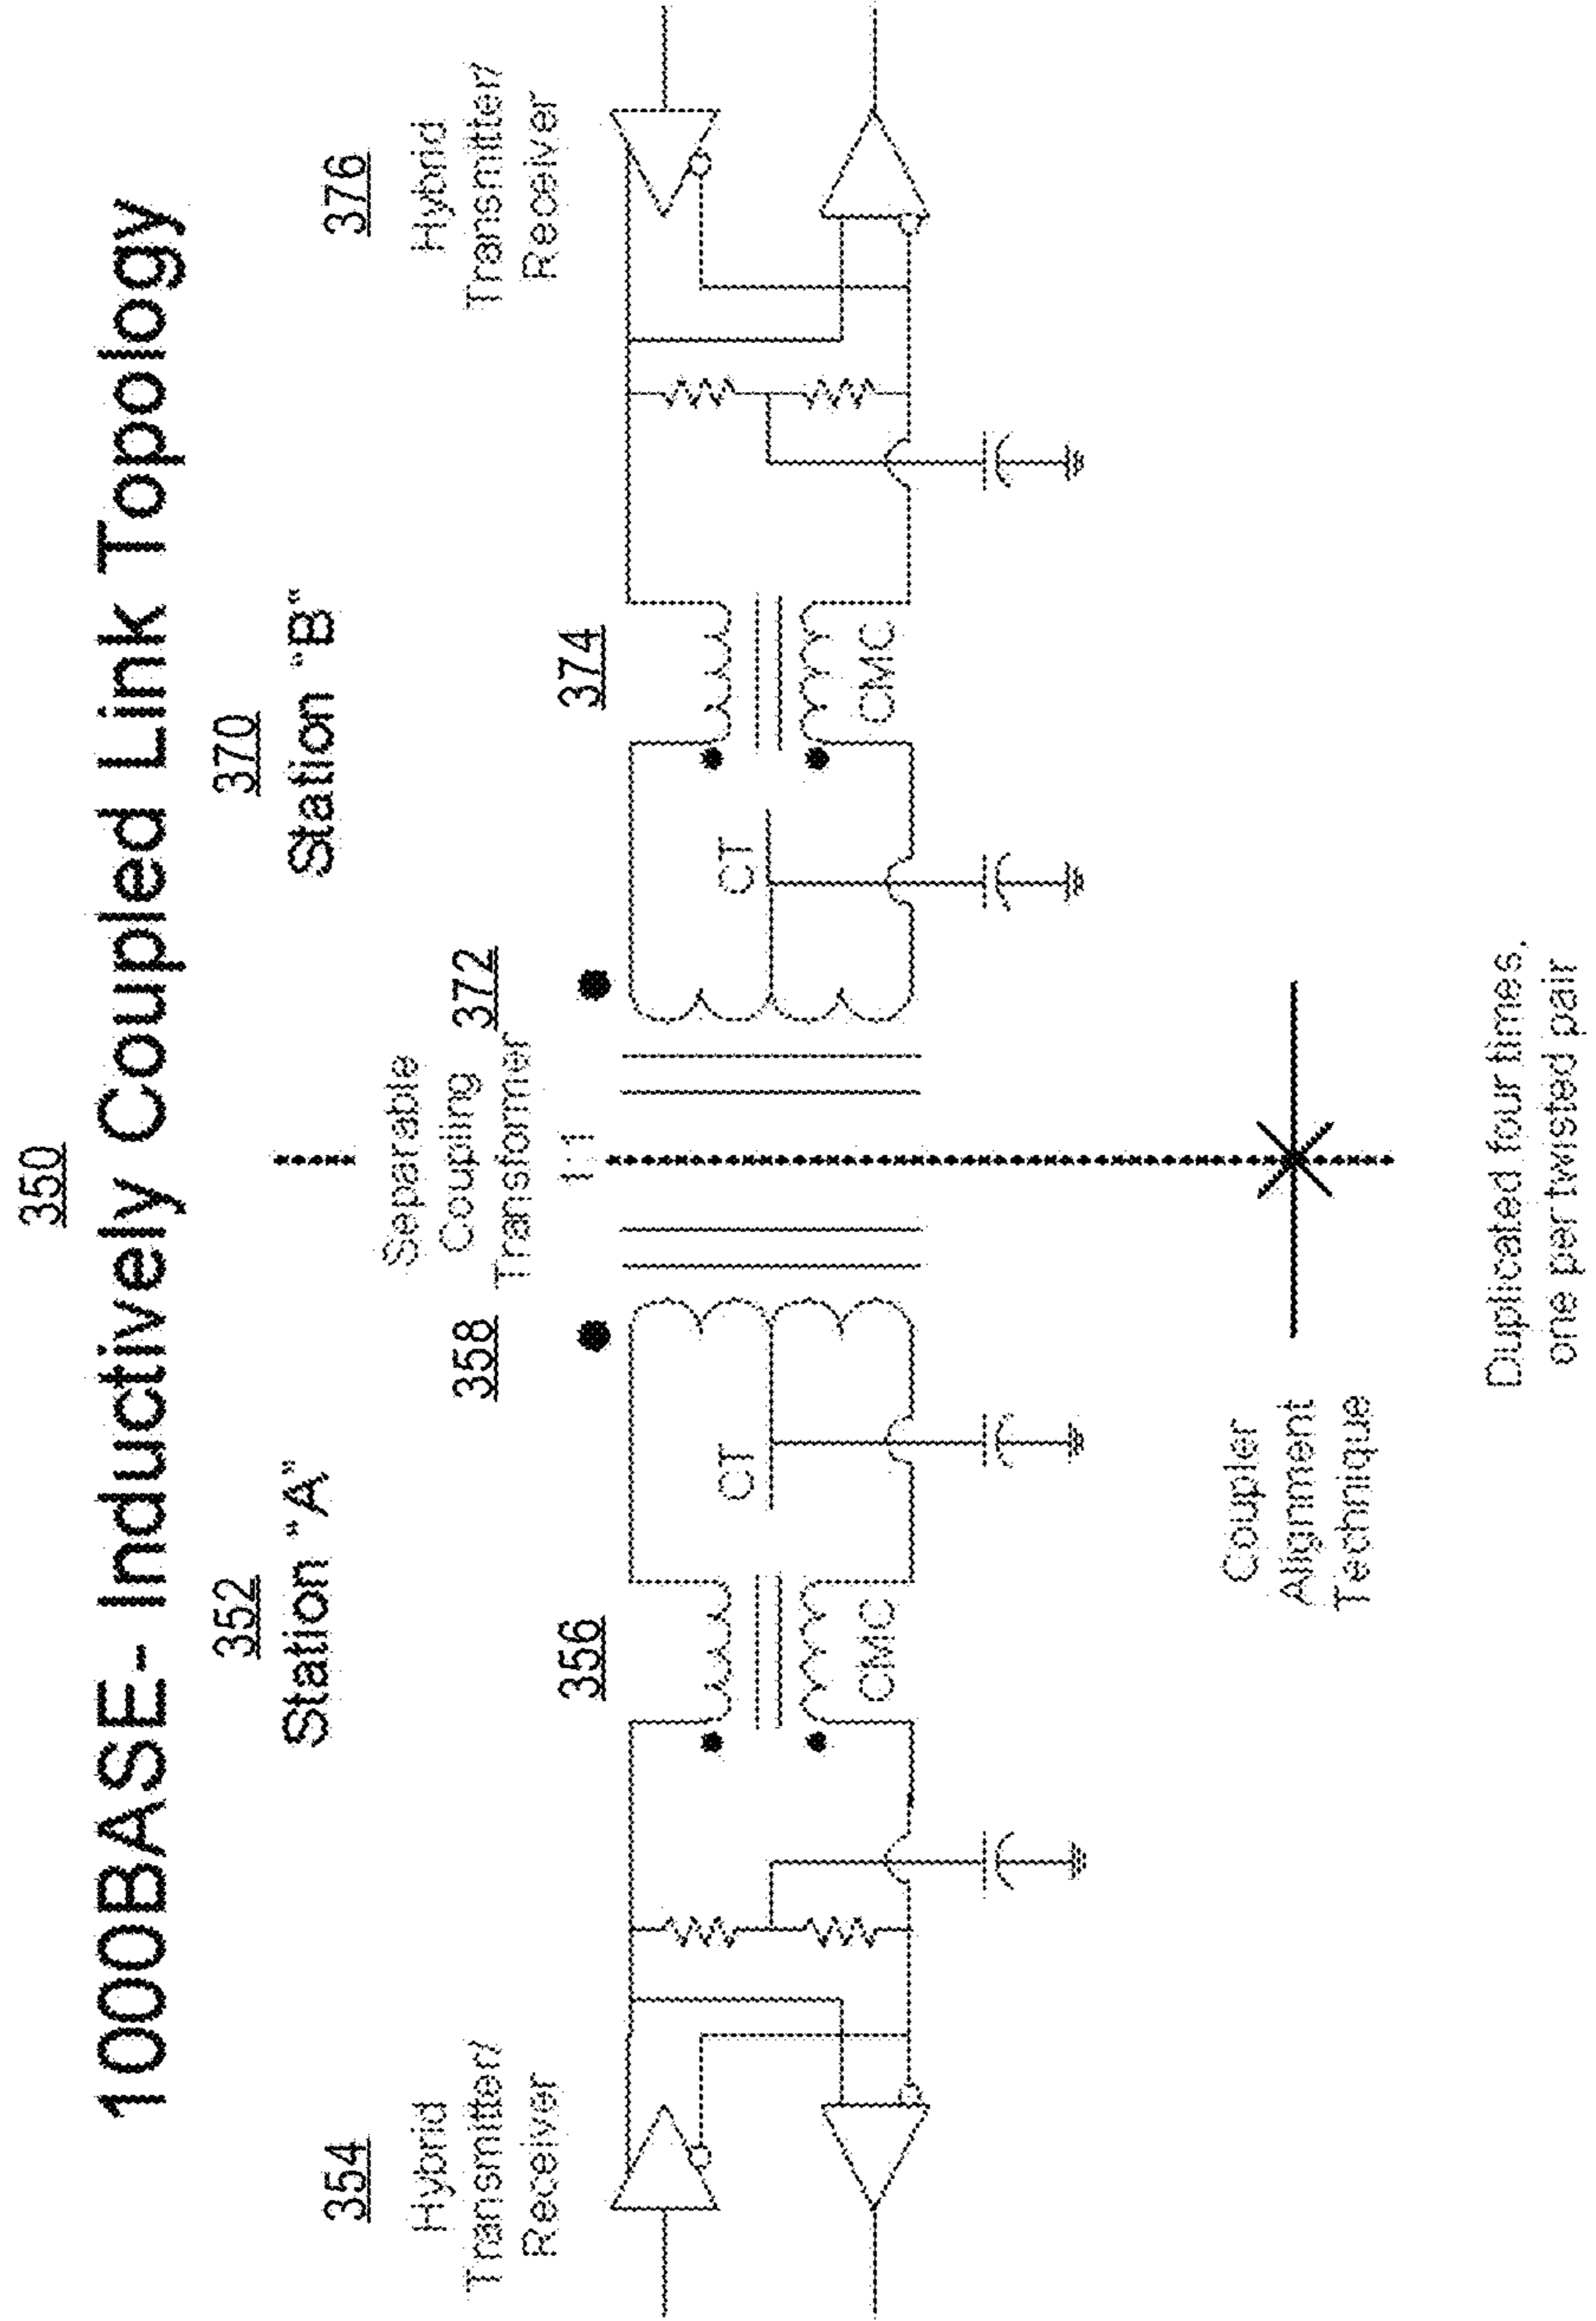 350
1000BASE- Inductively Coupled Link Topology
352
Station "A"
370
Station "B"
354
Hybrid
Transmitter/
Receiver
Separable
Coupling
Transformer
1:1
376
Hybrid
Transmitter/
Receiver
358
372
356
374
CT
CT
CMC
CMC
Coupler
Alignment
Technique
Duplicated four times,
one per twisted pair